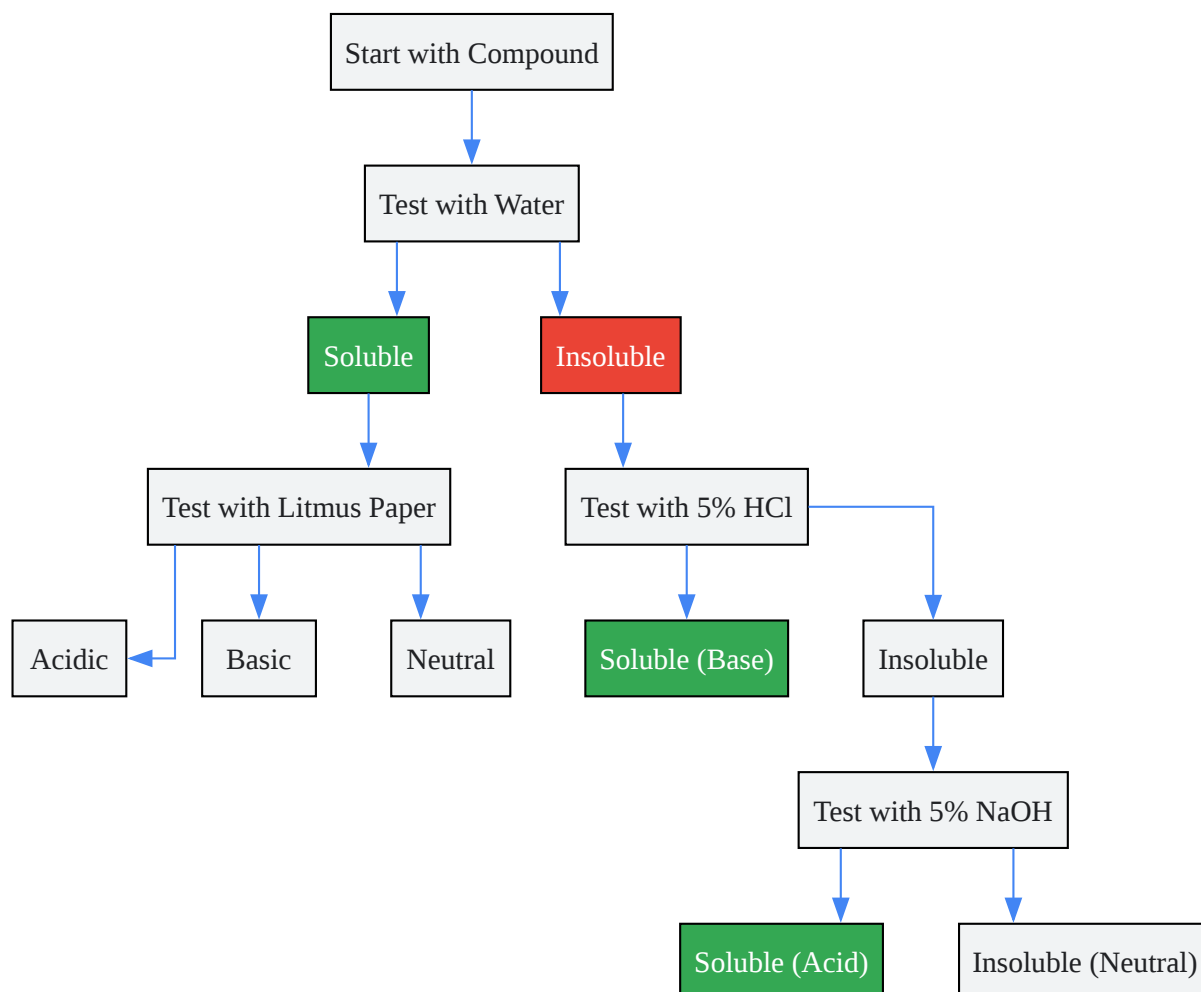 Start with Compound
Test with Water
Soluble
Insoluble
Test with Litmus Paper
Test with 5% HCl
Acidic
Basic
Neutral
Soluble (Base)
Insoluble
Test with 5% NaOH
Soluble (Acid)
Insoluble (Neutral)